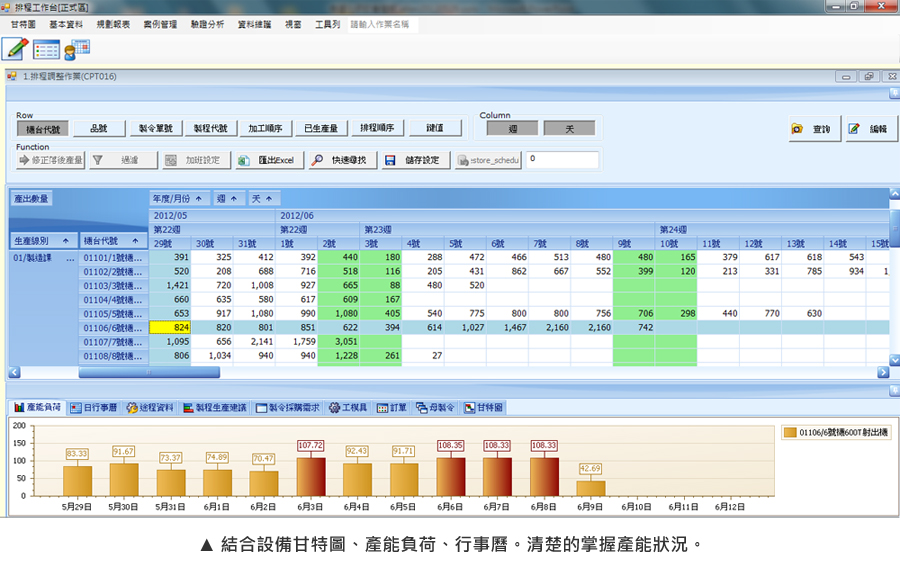 排程工作台[正式區]
甘特圖 基本資料 規劃報表 案例管理 驗證分析 資料維護 視窗 工具列 請輸入作業名稱
1.排程調整作業(CPT016)
Row
Column
機台代號 品號 製令單號 製程代號 加工順序 已生產量 排程順序 鍵值 週 天 查詢 編輯
Function
修正落後產量 過濾 加班設定 匯出Excel 快速尋找 儲存設定 store_schedu 0
產出數量 年度/月份 週 天
2012/05 2012/06
第22週 第22週 第23週 第24週
生產線別 機台代號 29號 30號 31號 1號 2號 3號 4號 5號 6號 7號 8號 9號 10號 11號 12號 13號 14號 15號
01/製造課 ... 01101/1號機... 391 325 412 392 440 180 288 472 466 513 480 480 165 379 617 618 543
01102/2號機... 520 208 688 716 518 116 205 431 862 667 552 399 120 213 331 785 934
01103/3號機... 1,421 720 1,008 927 665 88 480 520
01104/4號機... 660 635 580 617 609 167
01105/5號機... 653 917 1,080 990 1,080 405 540 775 800 800 756 706 298 440 770 630
01106/6號機... 824 820 801 851 622 394 614 1,027 1,467 2,160 2,160 742
01107/7號機... 1,095 656 2,141 1,759 3,051
01108/8號機... 806 1,034 940 940 1,228 261 27
產能負荷 日行事曆 途程資料 製程生產建議 製令採購需求 工模具 訂單 母製令 甘特圖
200
150
100
50
0
83.33 91.67 73.37 74.89 70.47 107.72 92.43 91.71 108.35 108.33 108.33 42.69
01106/6號機600T射出機
5月29日 5月30日 5月31日 6月1日 6月2日 6月3日 6月4日 6月5日 6月6日 6月7日 6月8日 6月9日 6月10日 6月11日 6月12日
▲ 結合設備甘特圖、產能負荷、行事曆。清楚的掌握產能狀況。